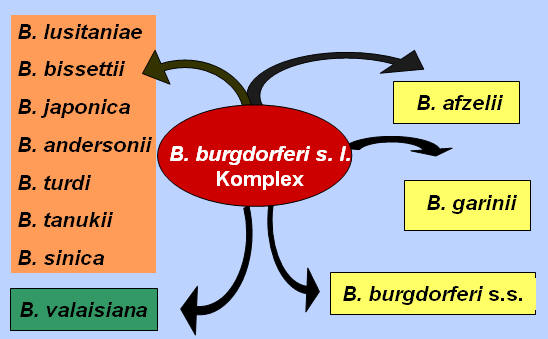 B. lusitaniae
B. bissettii
B. japonica
B. andersonii
B. turdi
B. tanukii
B. sinica
B. valaisiana
B. burgdorferi s. l.
Komplex
B. afzelii
B. garinii
B. burgdorferi s.s.